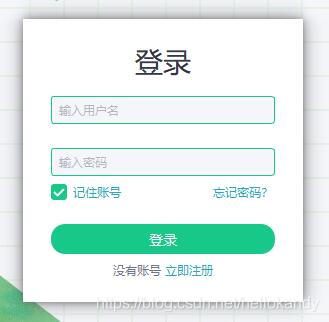 登录
输入用户名
输入密码
记住账号 忘记密码?
登录
没有账号 立即注册
https://blog.csdn.net/hellokandy